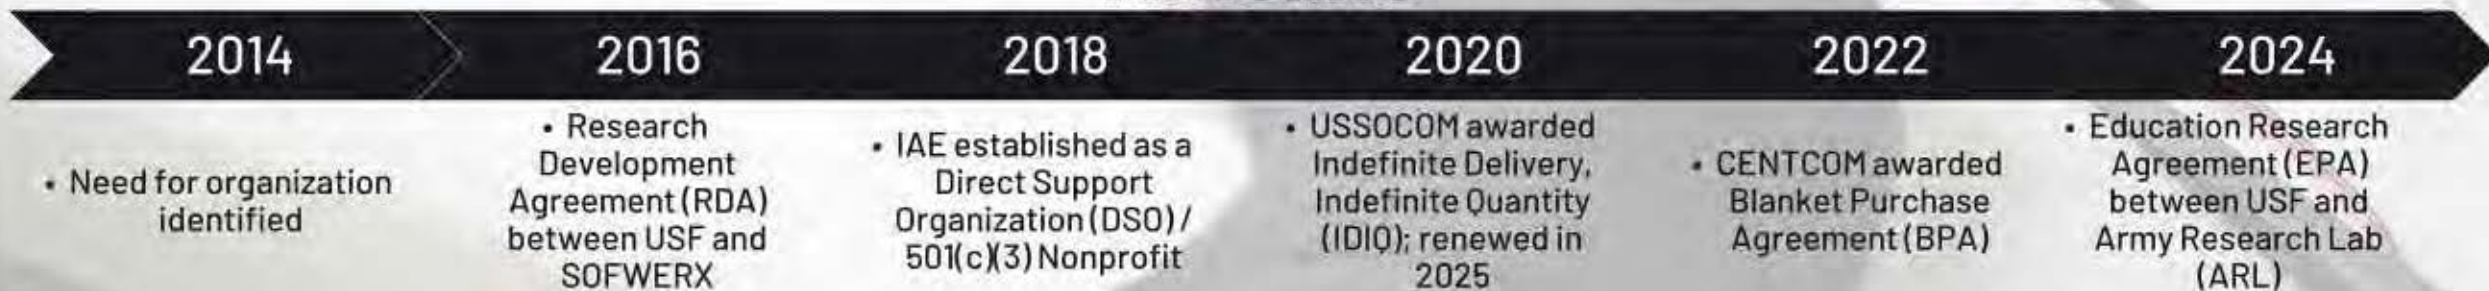 2014
2016
2018
2020
2022
2024
• Need for organization
identified
• Research
Development
Agreement (RDA)
between USF and
SOFWERX
• IAE established as a
Direct Support
Organization (DSO) /
501(c)(3) Nonprofit
• USSOCOM awarded
Indefinite Delivery,
Indefinite Quantity
(IDIQ); renewed in
2025
• CENTCOM awarded
Blanket Purchase
Agreement (BPA)
• Education Research
Agreement (EPA)
between USF and
Army Research Lab
(ARL)